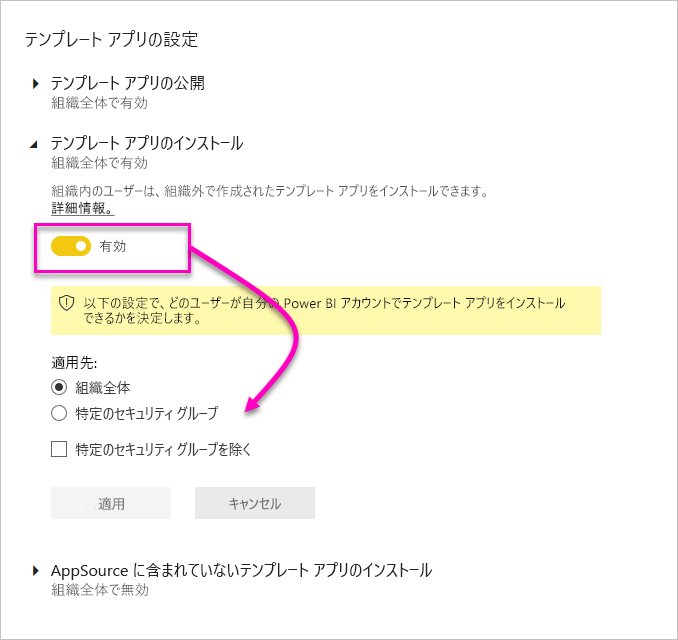 テンプレート アプリの設定
テンプレート アプリの公開
組織全体で有効
テンプレート アプリのインストール
組織全体で有効
組織内のユーザーは、組織外で作成されたテンプレート アプリをインストールできます。
詳細情報。
有効
以下の設定で、どのユーザーが自分の Power BI アカウントでテンプレート アプリをインストール
できるかを決定します。
適用先:
組織全体
特定のセキュリティ グループ
特定のセキュリティ グループを除く
適用
キャンセル
AppSource に含まれていないテンプレート アプリのインストール
組織全体で無効